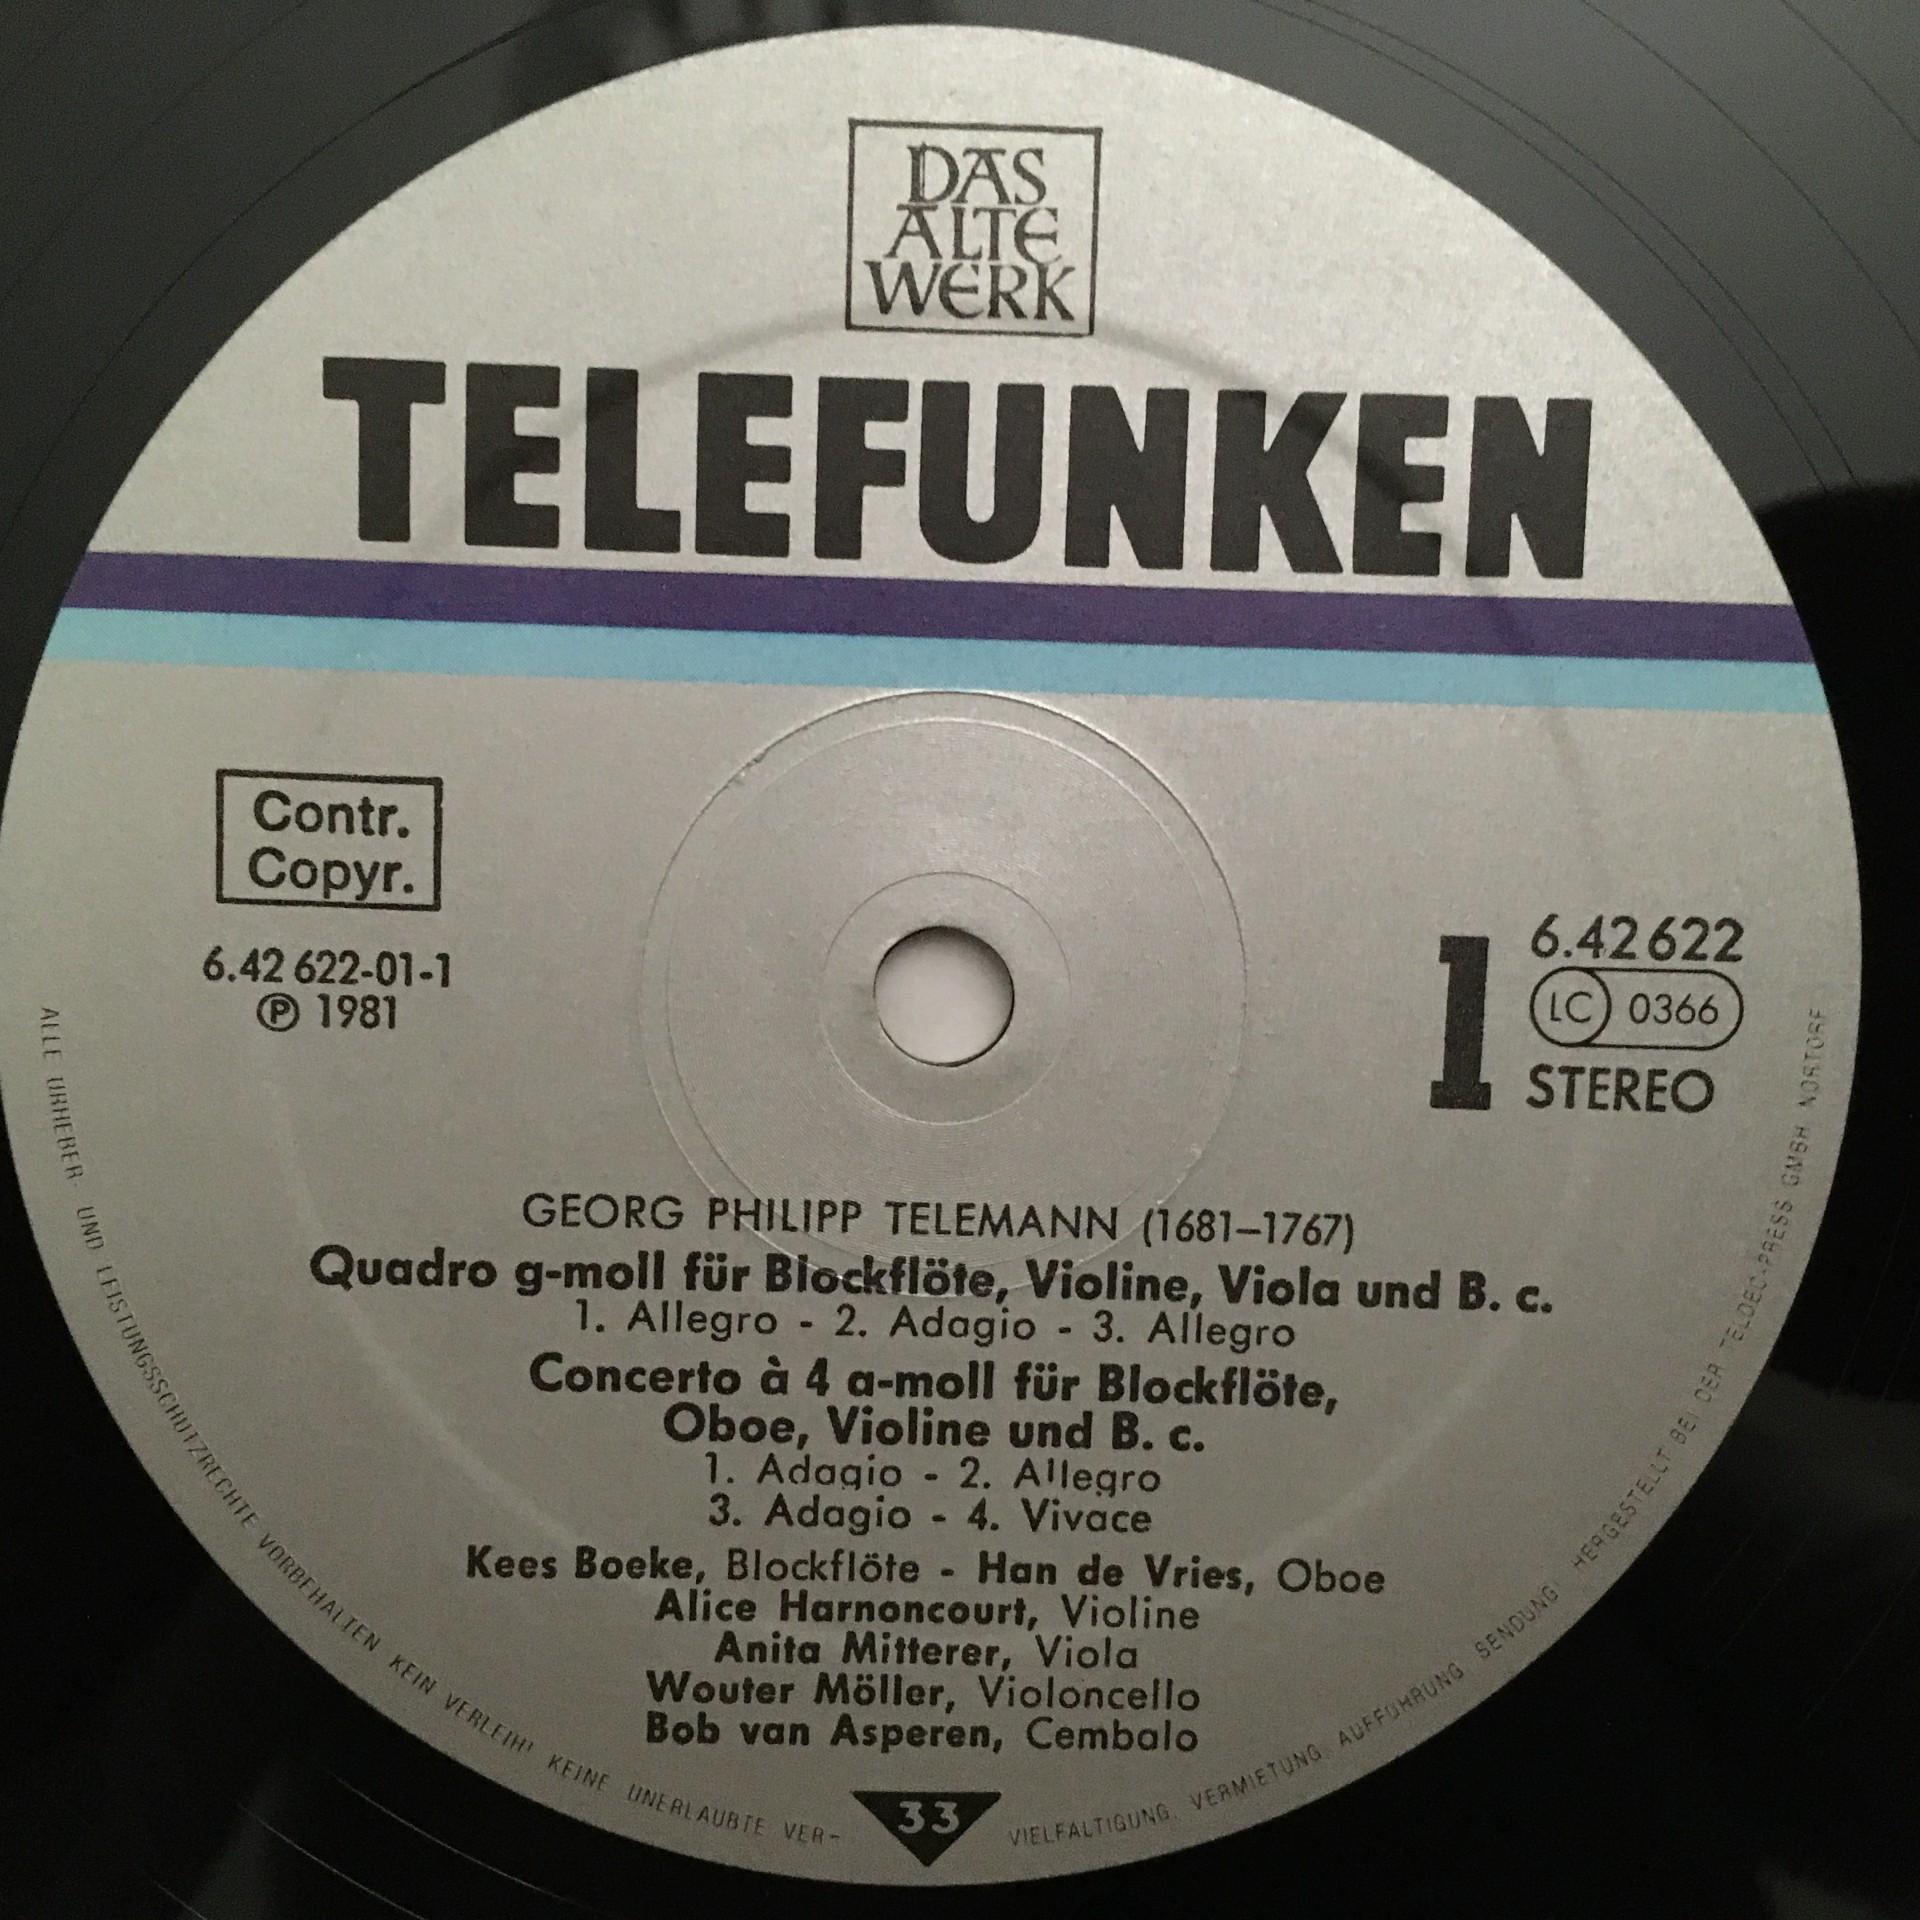 DAS
ALTE
WERK
TELEFUNKEN
Contr.
Copyr.
6.42 622-01-1
℗ 1981
1
6.42 622
LC 0366
STEREO
GEORG PHILIPP TELEMANN (1681–1767)
Quadro g-moll für Blockflöte, Violine, Viola und B. c.
1. Allegro - 2. Adagio - 3. Allegro
Concerto à 4 a-moll für Blockflöte,
Oboe, Violine und B. c.
1. Adagio - 2. Allegro
3. Adagio - 4. Vivace
Kees Boeke, Blockflöte - Han de Vries, Oboe
Alice Harnoncourt, Violine
Anita Mitterer, Viola
Wouter Möller, Violoncello
Bob van Asperen, Cembalo
33
ALLE URHEBER- UND LEISTUNGSSCHUTZRECHTE VORBEHALTEN KEIN VERLEIH! KEINE UNERLAUBTE VER-
VIELFÄLTIGUNG, VERMIETUNG, AUFFÜHRUNG, SENDUNG! HERGESTELLT BEI DER TELDEC-PRESS GMBH NORTORF